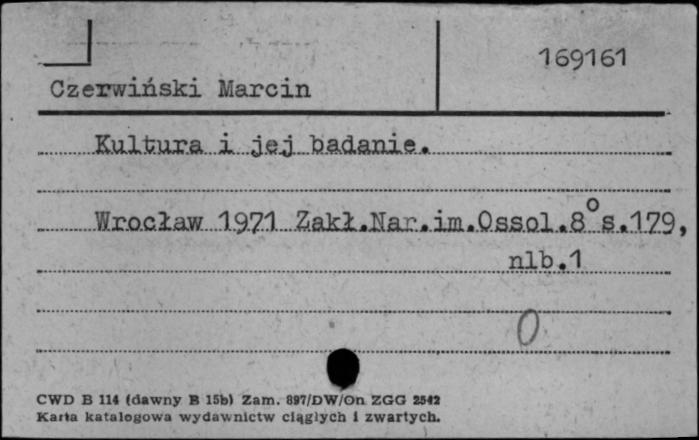 169161
Czerwiński Marcin
Kultura i jej badanie.
Wrocław 1971 Zakł.Nar.im.Ossol.8° s.179,
nlb.1
0
CWD B 114 (dawny B 15b) Zam. 897/DW/On ZGG 2542
Karta katalogowa wydawnictw ciągłych i zwartych.